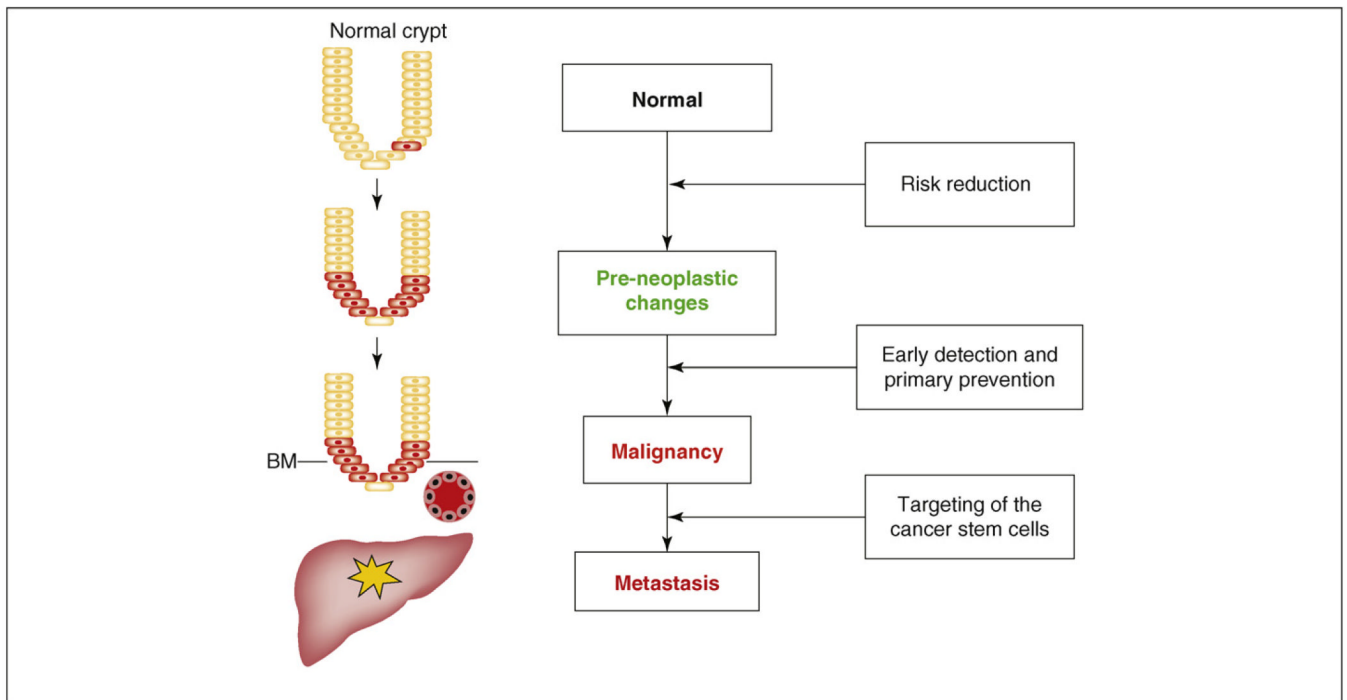 Normal crypt
Normal
Risk reduction
Pre-neoplastic
changes
Early detection and
primary prevention
Malignancy
BM
Targeting of the
cancer stem cells
Metastasis